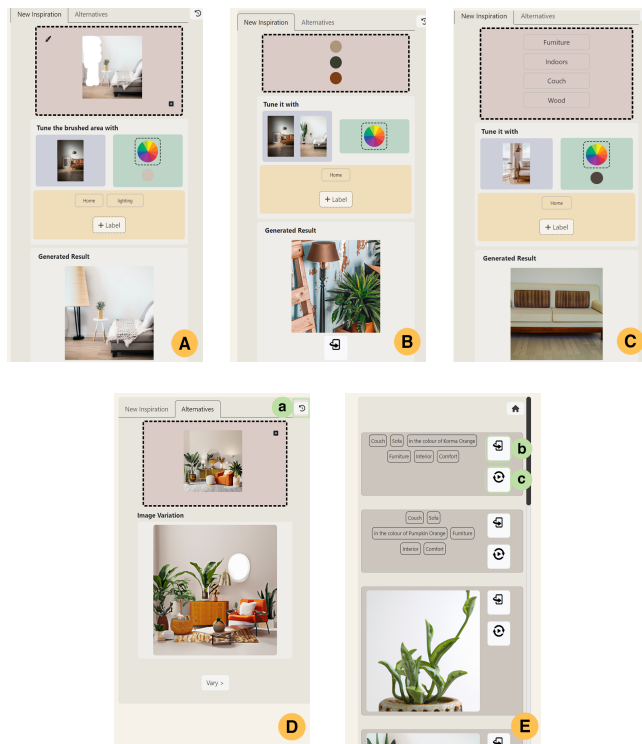 New Inspiration Alternatives
Tune the brushed area with
Home lighting
+ Label
Generated Result
A
New Inspiration Alternatives
Tune it with
Home
+ Label
Generated Result
B
New Inspiration Alternatives
Furniture
Indoors
Couch
Wood
Tune it with
Home
+ Label
Generated Result
C
New Inspiration Alternatives a
Image Variation
Vary >
D
Couch Sofa in the colour of Korma Orange
Furniture Interior Comfort
b
c
Couch Sofa
in the colour of Pumpkin Orange Furniture
Interior Comfort
E